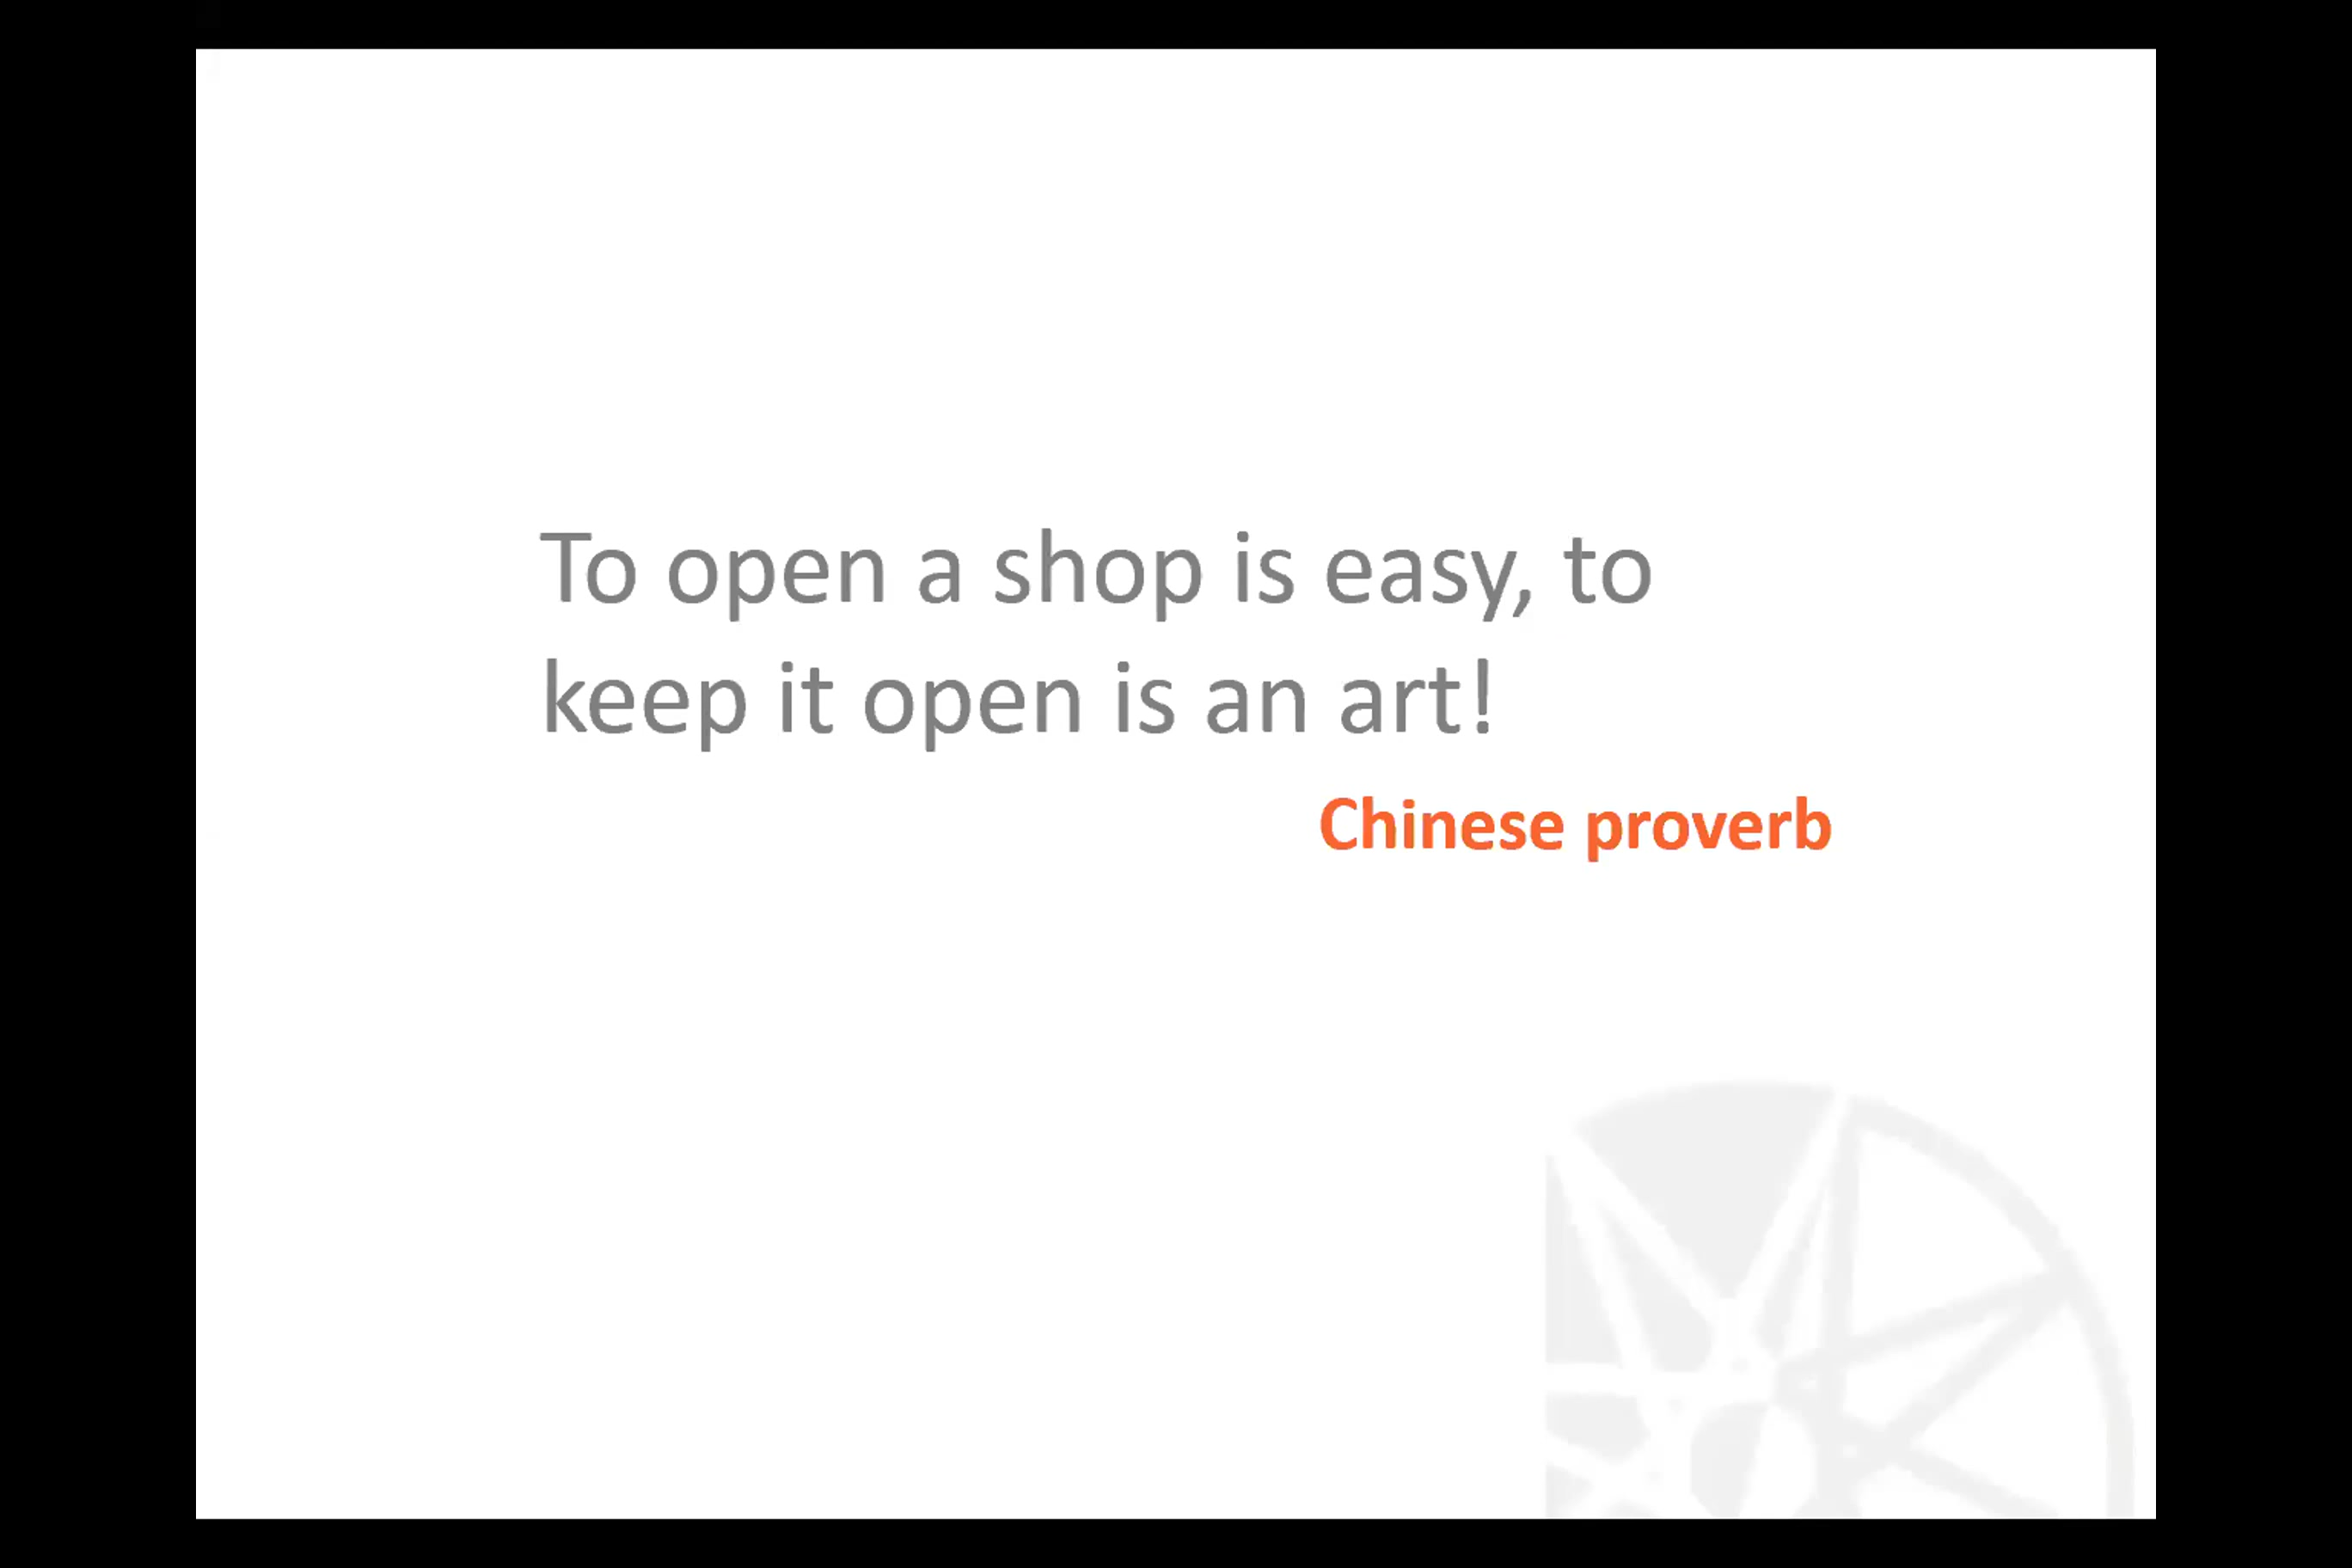 To open a shop is easy, to
keep it open is an art!
Chinese proverb